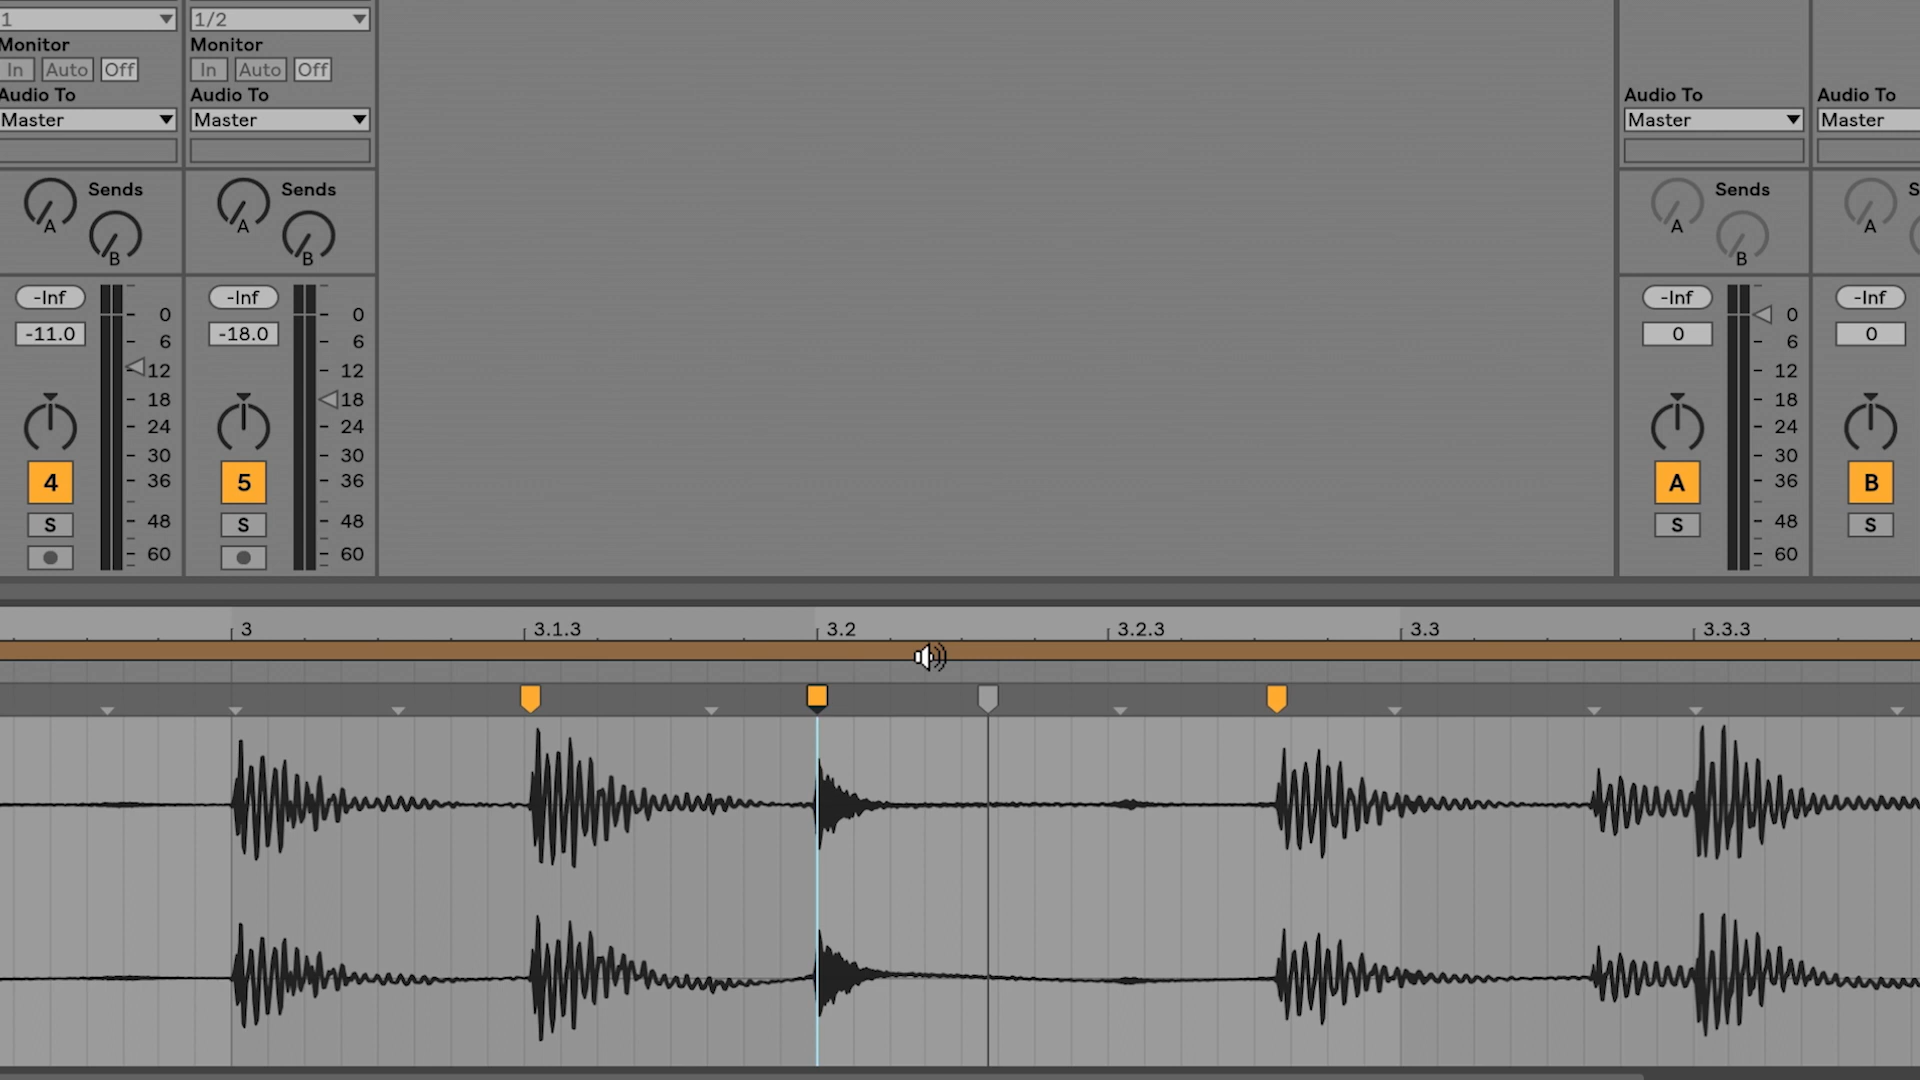 1
1/2
Monitor
Monitor
In Auto Off
In Auto Off
Audio To
Audio To
Audio To
Audio To
Master
Master
Master
Master
Sends
A
B
Sends
A
B
Sends
A
B
S
A
-Inf
-11.0
0
6
12
18
24
30
36
48
60
4
S
-Inf
-18.0
0
6
12
18
24
30
36
48
60
5
S
-Inf
0
0
6
12
18
24
30
36
48
60
A
S
-Inf
0
B
S
3 3.1.3 3.2 3.2.3 3.3 3.3.3